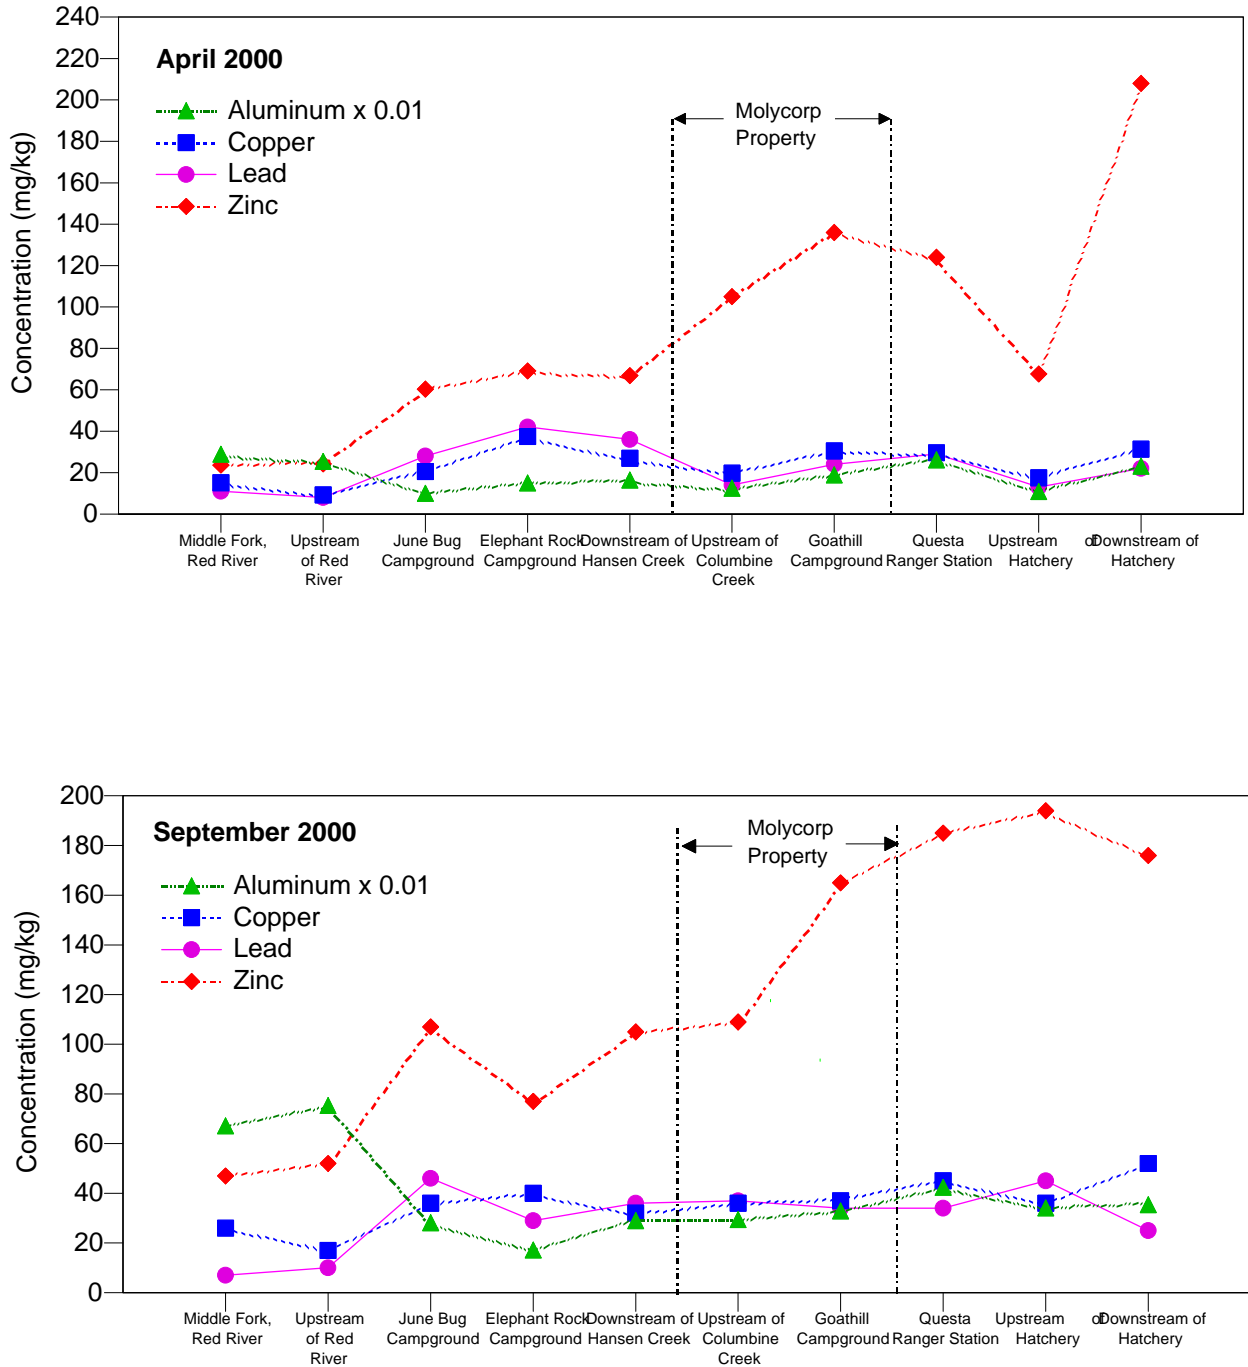 240
220
200
180
160
140
120
100
80
60
40
20
0
Concentration (mg/kg)
April 2000
Aluminum x 0.01
Copper
Lead
Zinc
Molycorp
Property
Middle Fork,
Red River
Upstream
of Red
River
June Bug
Campground
Elephant Rock
Campground
Downstream of
Hansen Creek
Upstream of
Columbine
Creek
Goathill
Campground
Questa
Ranger Station
Upstream of
Hatchery
Downstream of
Hatchery
200
180
160
140
120
100
80
60
40
20
0
Concentration (mg/kg)
September 2000
Aluminum x 0.01
Copper
Lead
Zinc
Molycorp
Property
Middle Fork,
Red River
Upstream
of Red
River
June Bug
Campground
Elephant Rock
Campground
Downstream of
Hansen Creek
Upstream of
Columbine
Creek
Goathill
Campground
Questa
Ranger Station
Upstream of
Hatchery
Downstream of
Hatchery